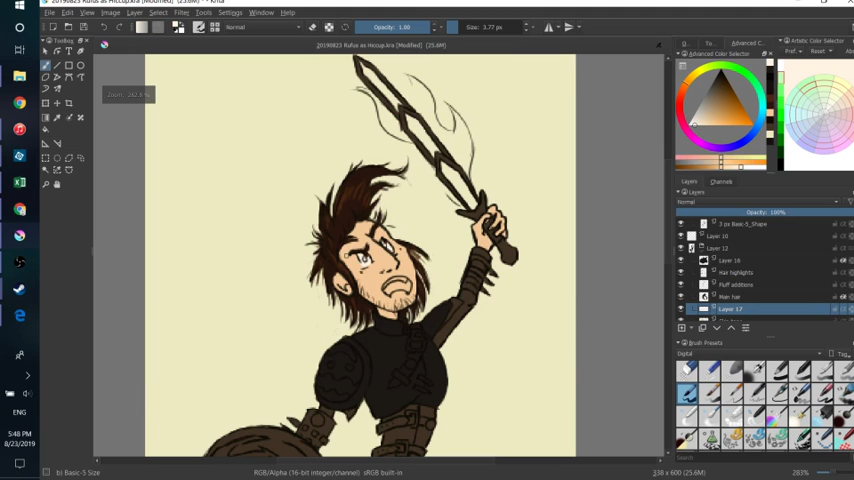 20190823 Rufus as Hiccup.kra [Modified] (25.6M) - Krita
File Edit View Image Layer Select Filter Tools Settings Window Help
Normal
Opacity: 1.00
Size: 3.77 px
20190823 Rufus as Hiccup.kra [Modified] (25.6M)
Toolbox
Zoom: 282.8 %
To...
Advanced C...
Artistic Color Selector
Advanced Color Selector
Pref.
Reset
Layers Channels
Layers
Normal
Opacity: 100%
3 px Basic-5_Shape
Layer 10
Layer 12
Layer 16
Hair highlights
Fluff additions
Main hair
Layer 17
Brush Presets
Digital
Tag
Search
ENG
5:48 PM
8/23/2019
b) Basic-5 Size
RGB/Alpha (16-bit integer/channel) sRGB built-in
338 x 600 (25.6M)
283%